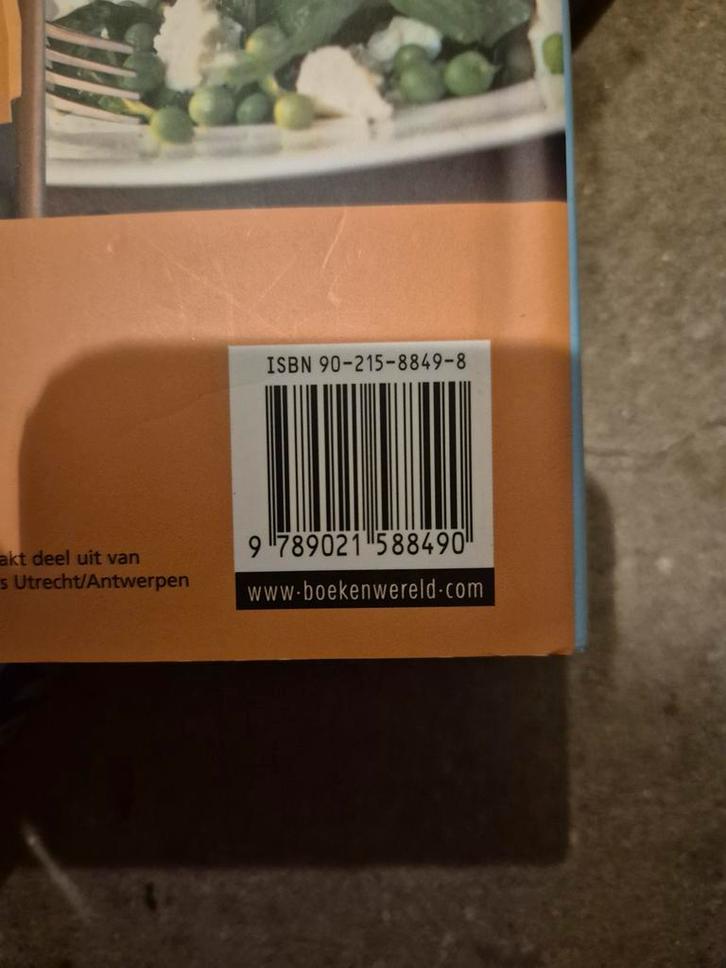 ISBN 90-215-8849-8
9 789021 588490
akt deel uit van
s Utrecht/Antwerpen
www.boekenwereld.com